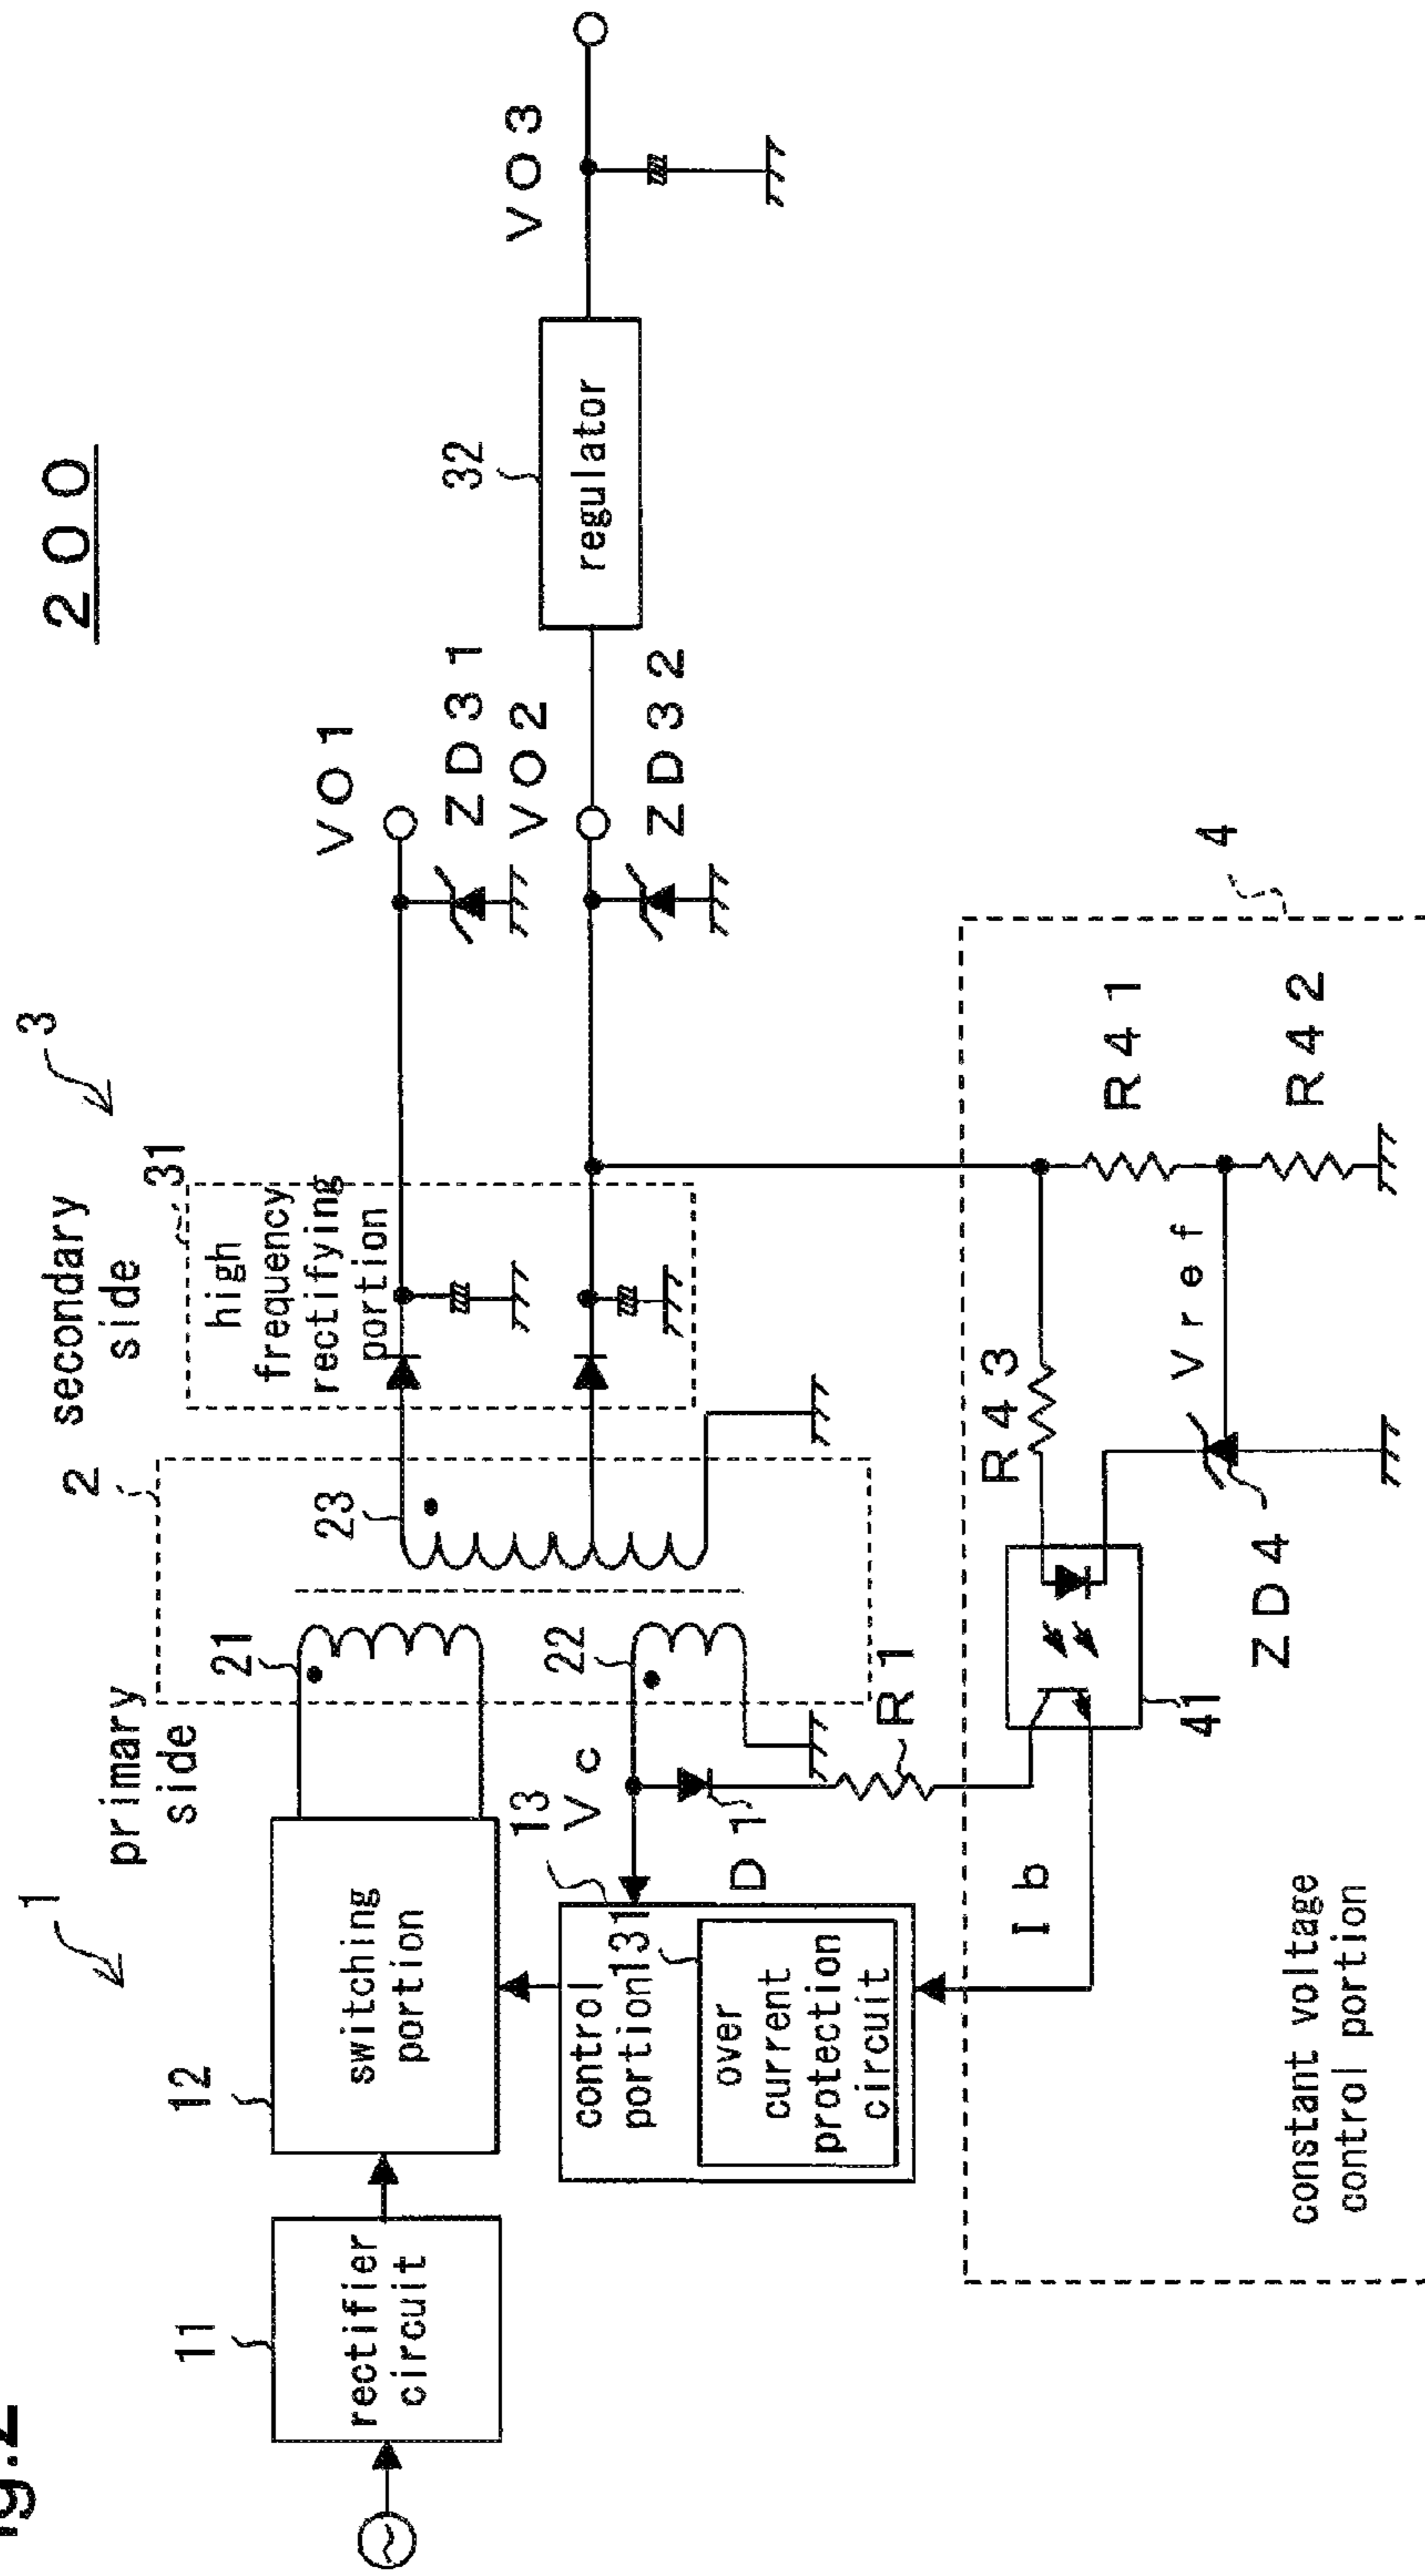 ig.2
200
1
primary
side
2
secondary
side
3
11
rectifier
circuit
12
switching
portion
21
23
31
high
frequency
rectifying
portion
VO1
ZD31
VO2
ZD32
32
regulator
VO3
13
Vc
22
control
portion
131
over
current
protection
circuit
D1
R1
Ib
41
R43
Vref
ZD4
R41
R42
4
constant voltage
control portion